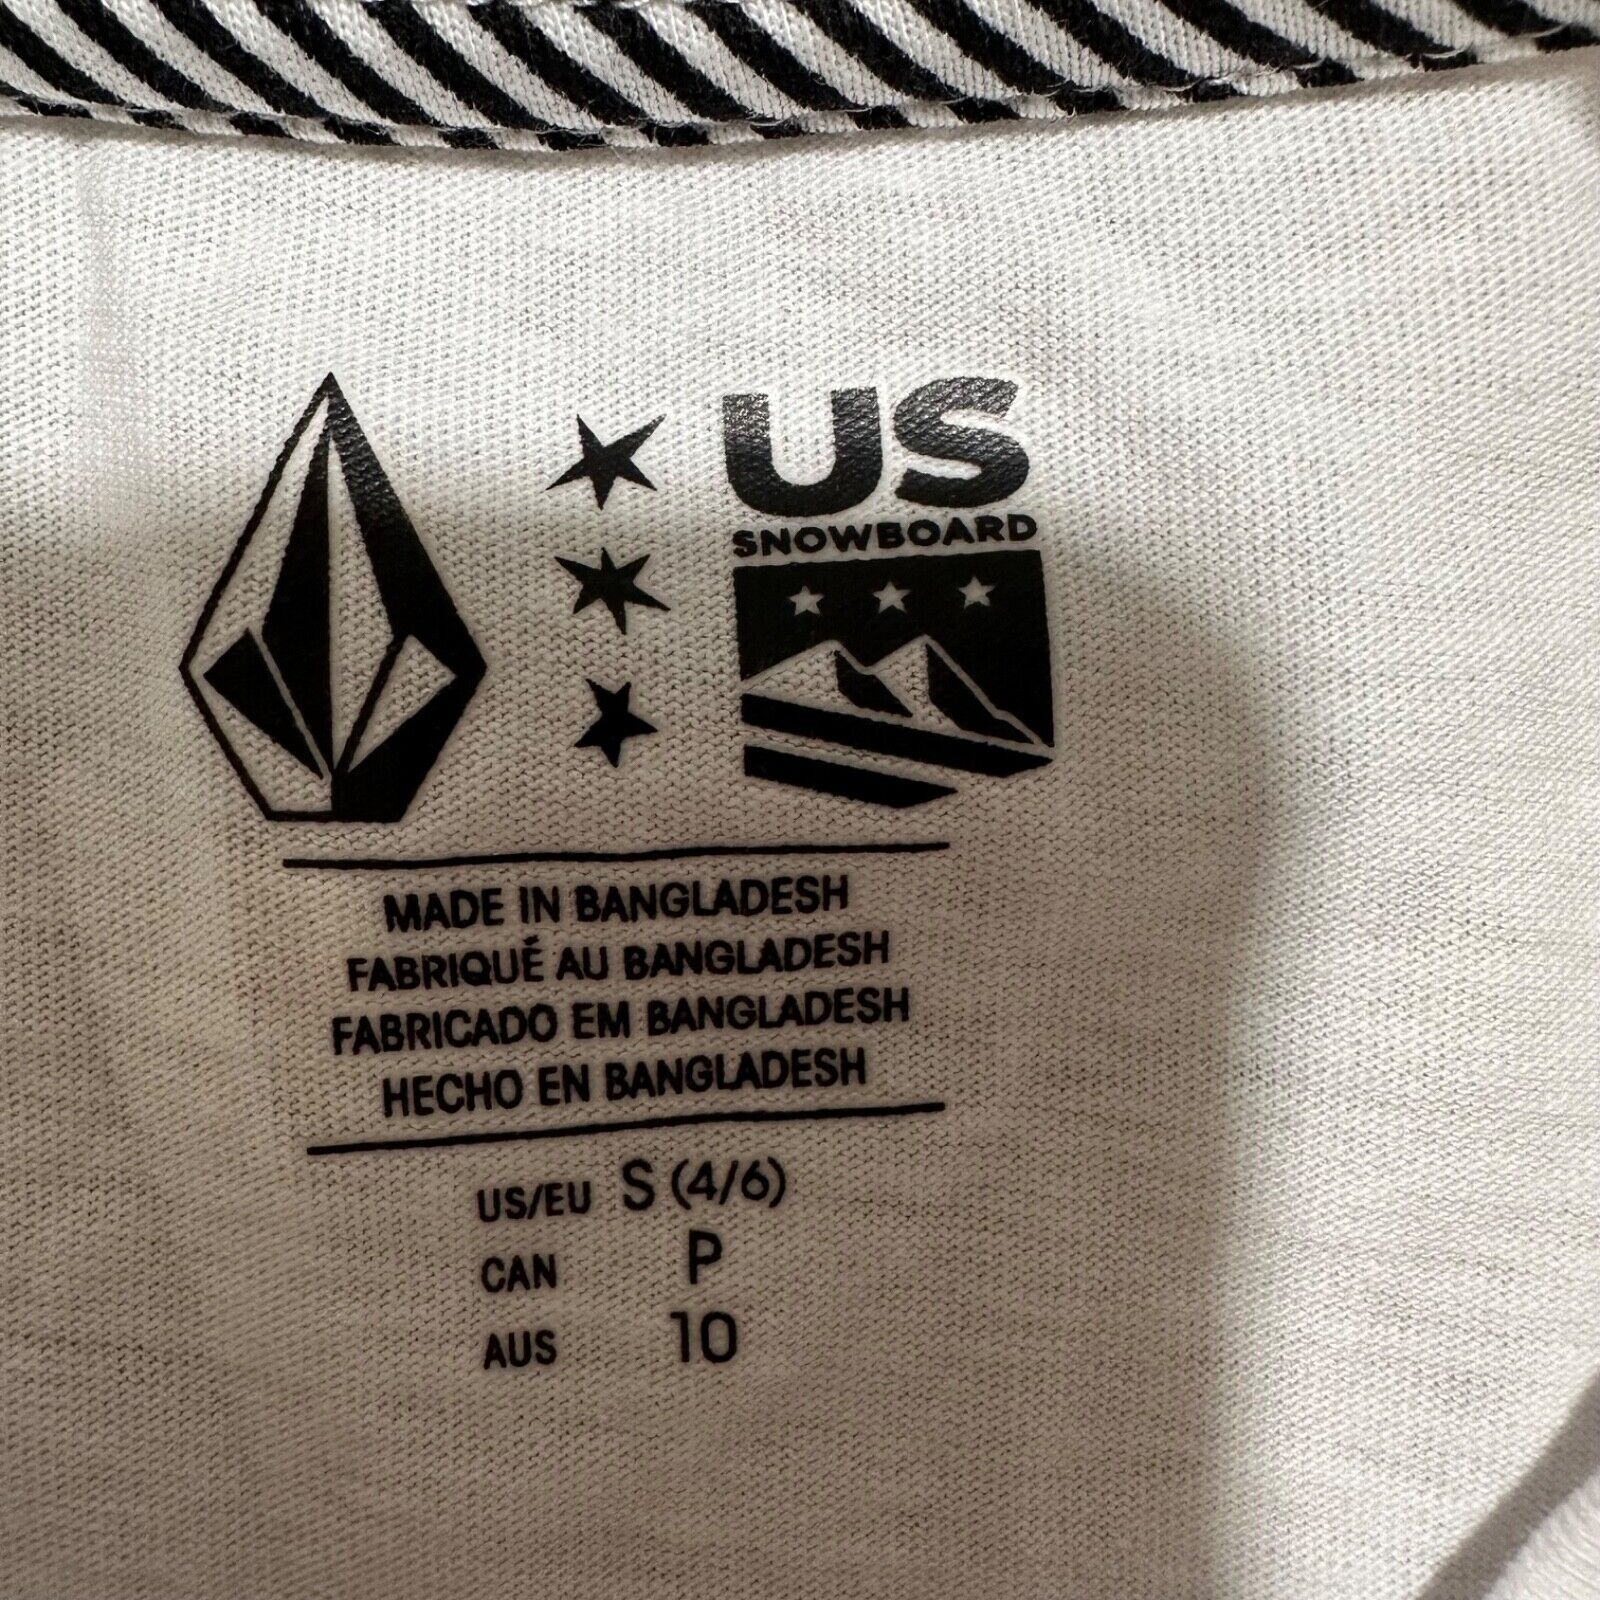 US
SNOWBOARD
MADE IN BANGLADESH
FABRIQUÉ AU BANGLADESH
FABRICADO EM BANGLADESH
HECHO EN BANGLADESH
US/EU S (4/6)
CAN P
AUS 10